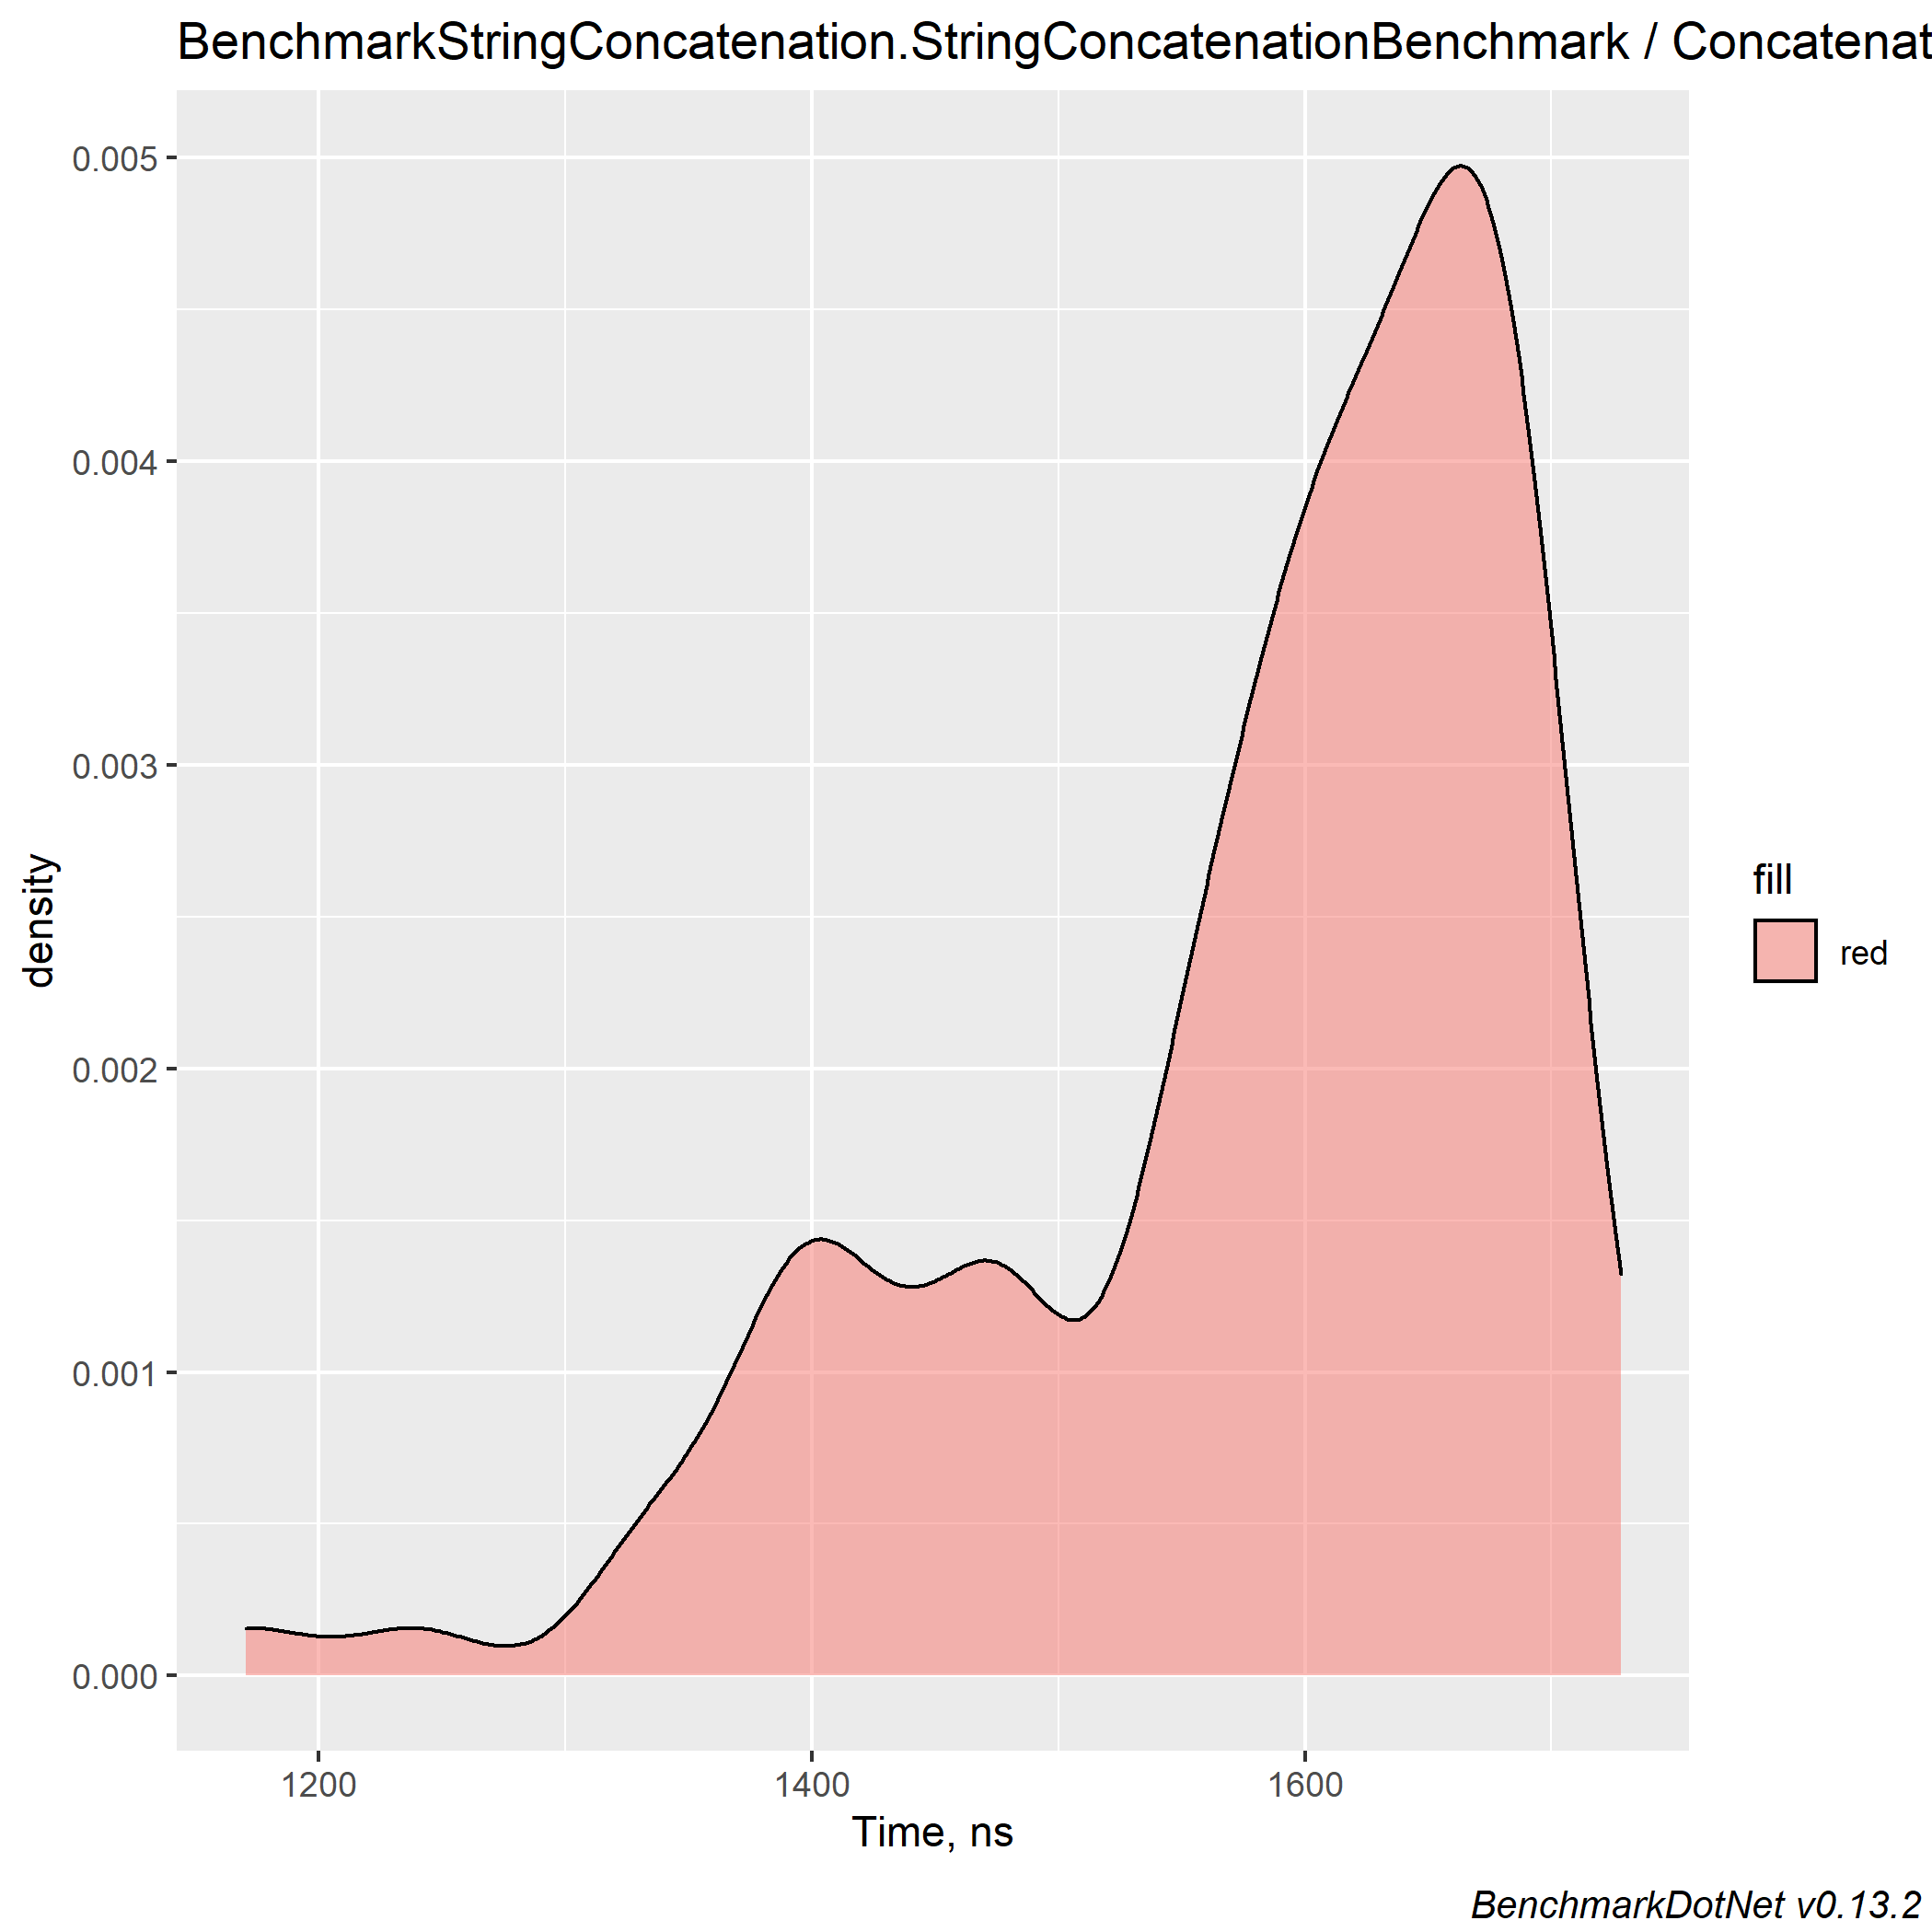 BenchmarkStringConcatenation.StringConcatenationBenchmark / Concatenat
0.005
0.004
0.003
0.002
0.001
0.000
density
1200 1400 1600
Time, ns
fill
red
BenchmarkDotNet v0.13.2